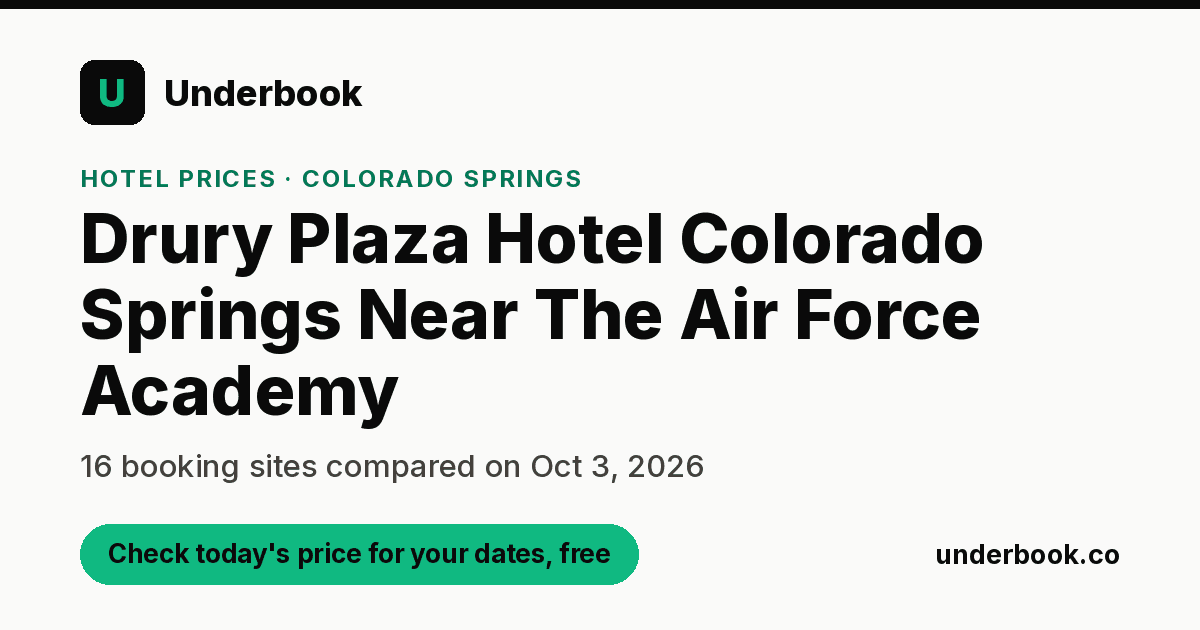 U Underbook
HOTEL PRICES · COLORADO SPRINGS
Drury Plaza Hotel Colorado
Springs Near The Air Force
Academy
16 booking sites compared on Oct 3, 2026
Check today's price for your dates, free
underbook.co